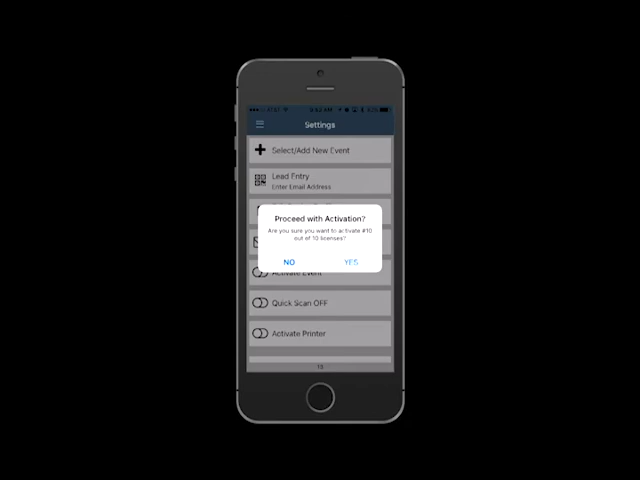 Settings
Select/Add New Event
Lead Entry
Enter Email Address
Proceed with Activation?
Are you sure you want to activate #10
out of 10 licenses?
NO
YES
Activate Event
Quick Scan OFF
Activate Printer